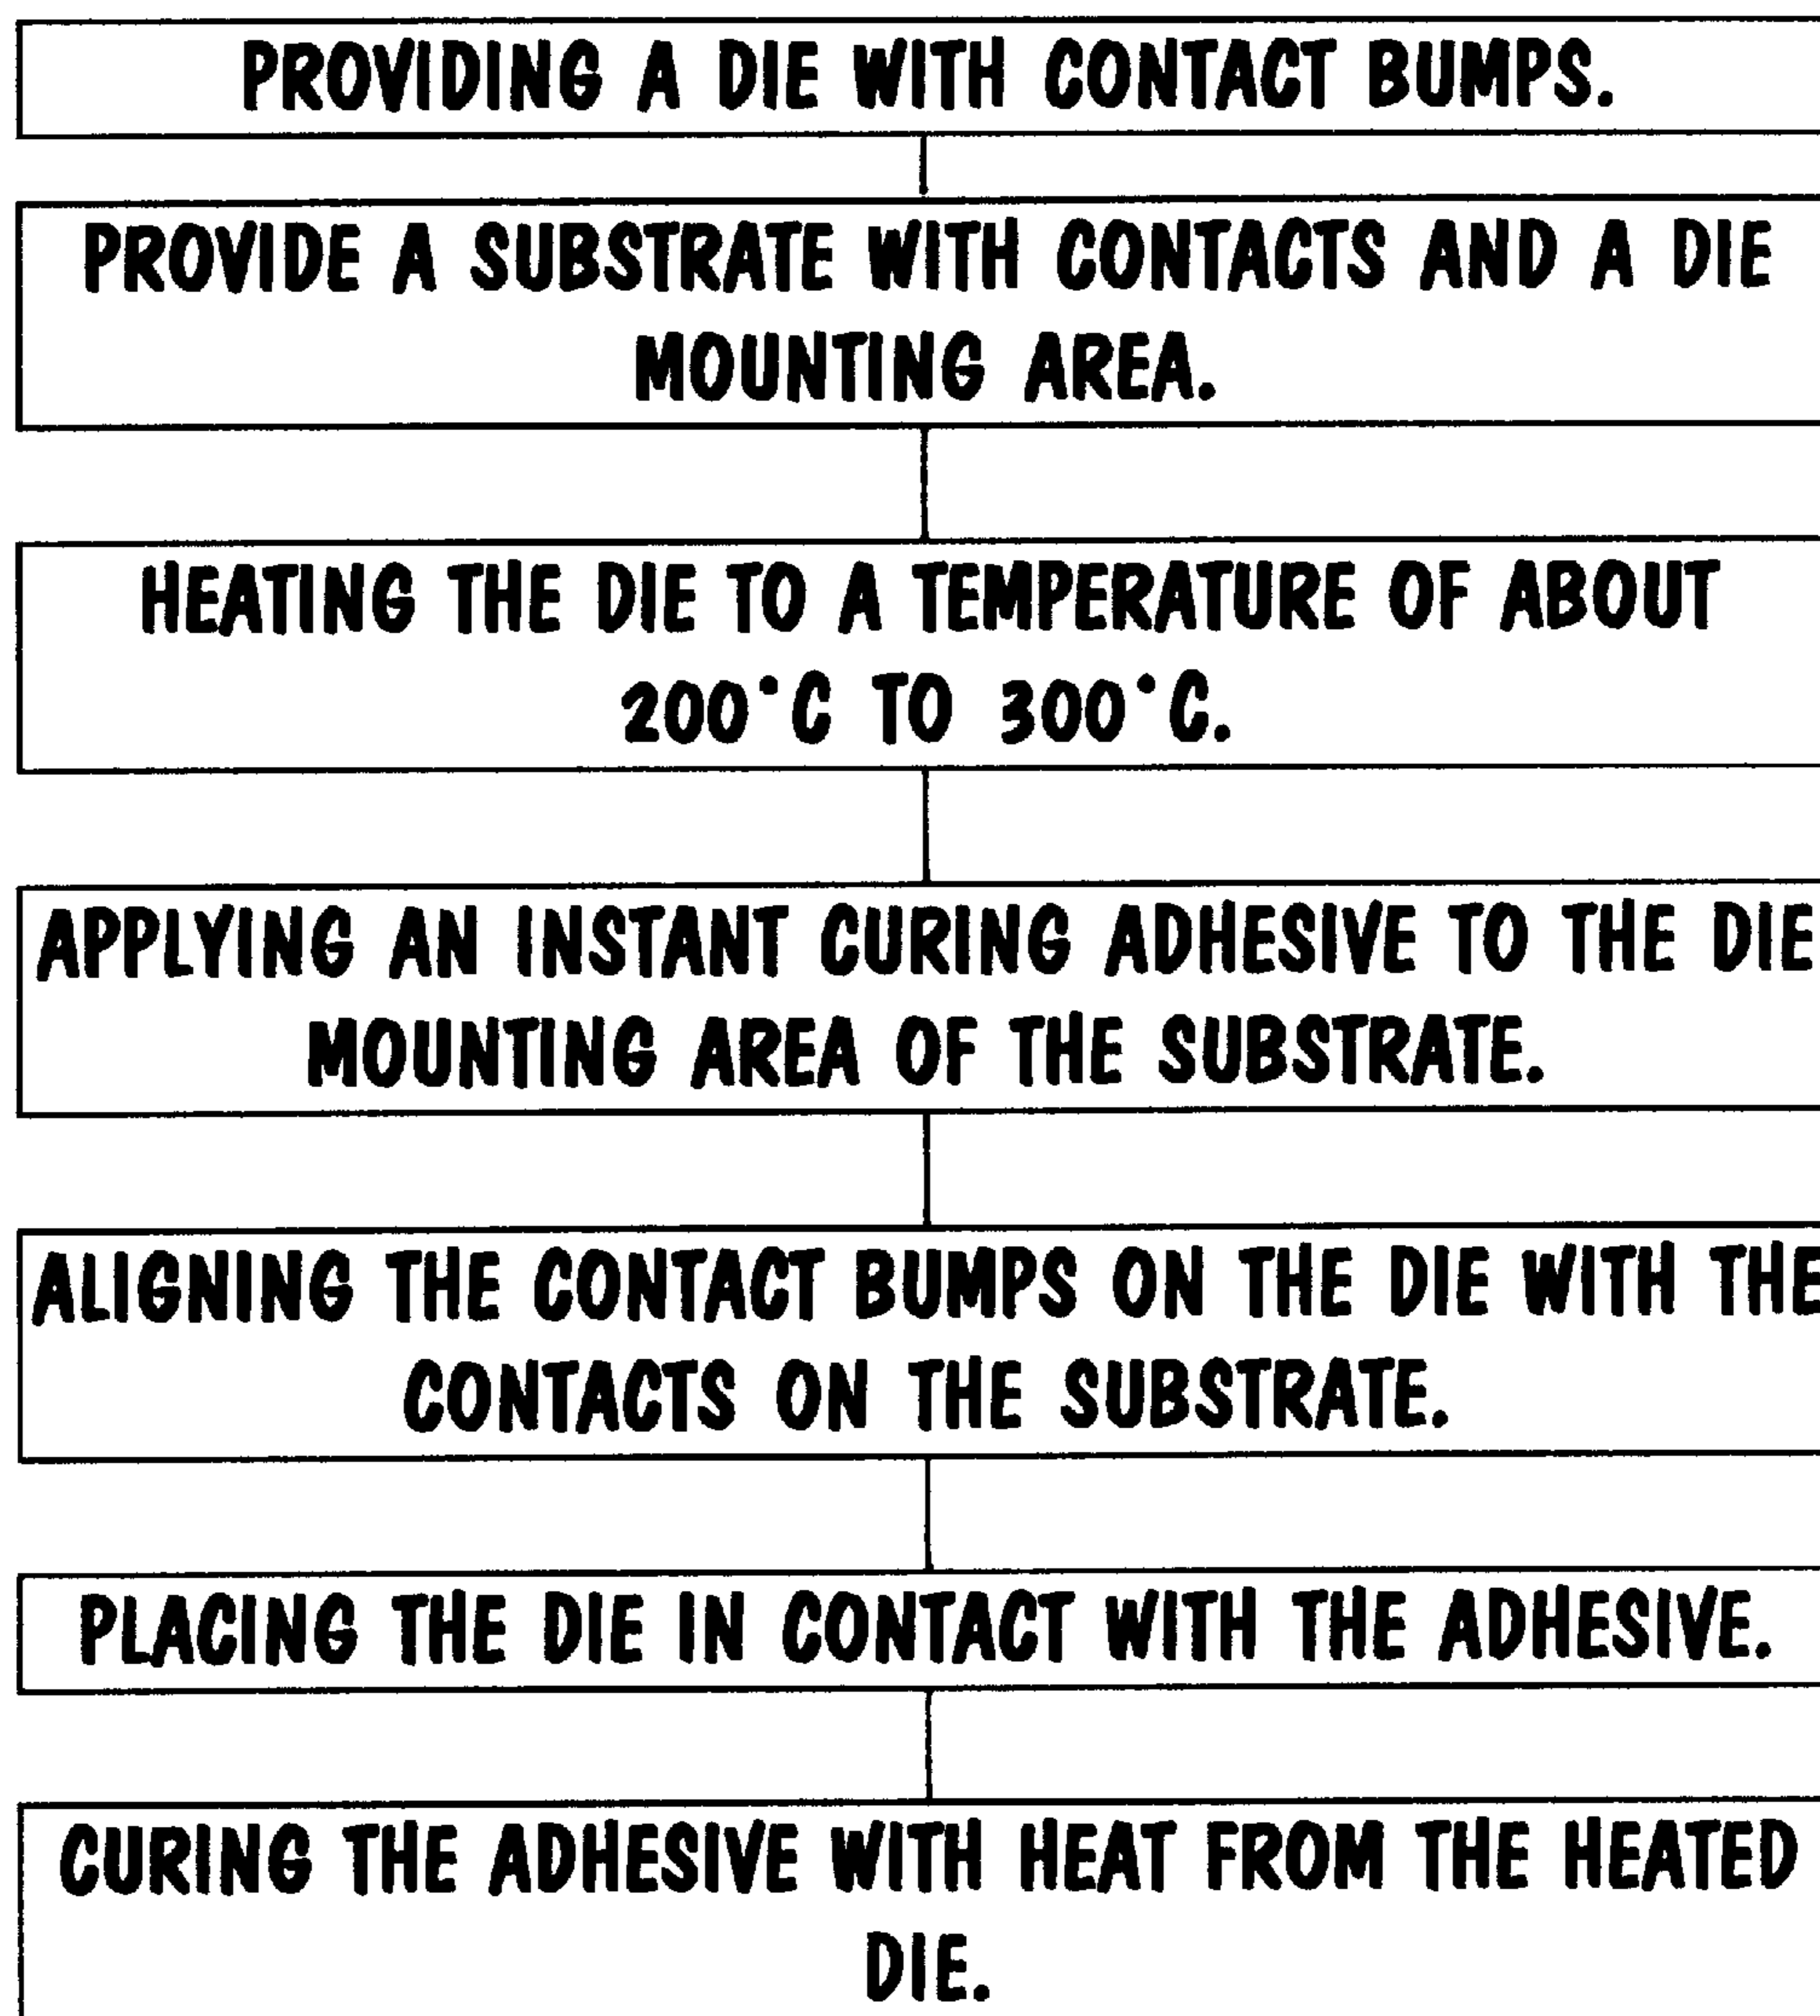 PROVIDING A DIE WITH CONTACT BUMPS.
PROVIDE A SUBSTRATE WITH CONTACTS AND A DIE
MOUNTING AREA.
HEATING THE DIE TO A TEMPERATURE OF ABOUT
200°C TO 300°C.
APPLYING AN INSTANT CURING ADHESIVE TO THE DIE
MOUNTING AREA OF THE SUBSTRATE.
ALIGNING THE CONTACT BUMPS ON THE DIE WITH THE
CONTACTS ON THE SUBSTRATE.
PLACING THE DIE IN CONTACT WITH THE ADHESIVE.
CURING THE ADHESIVE WITH HEAT FROM THE HEATED
DIE.